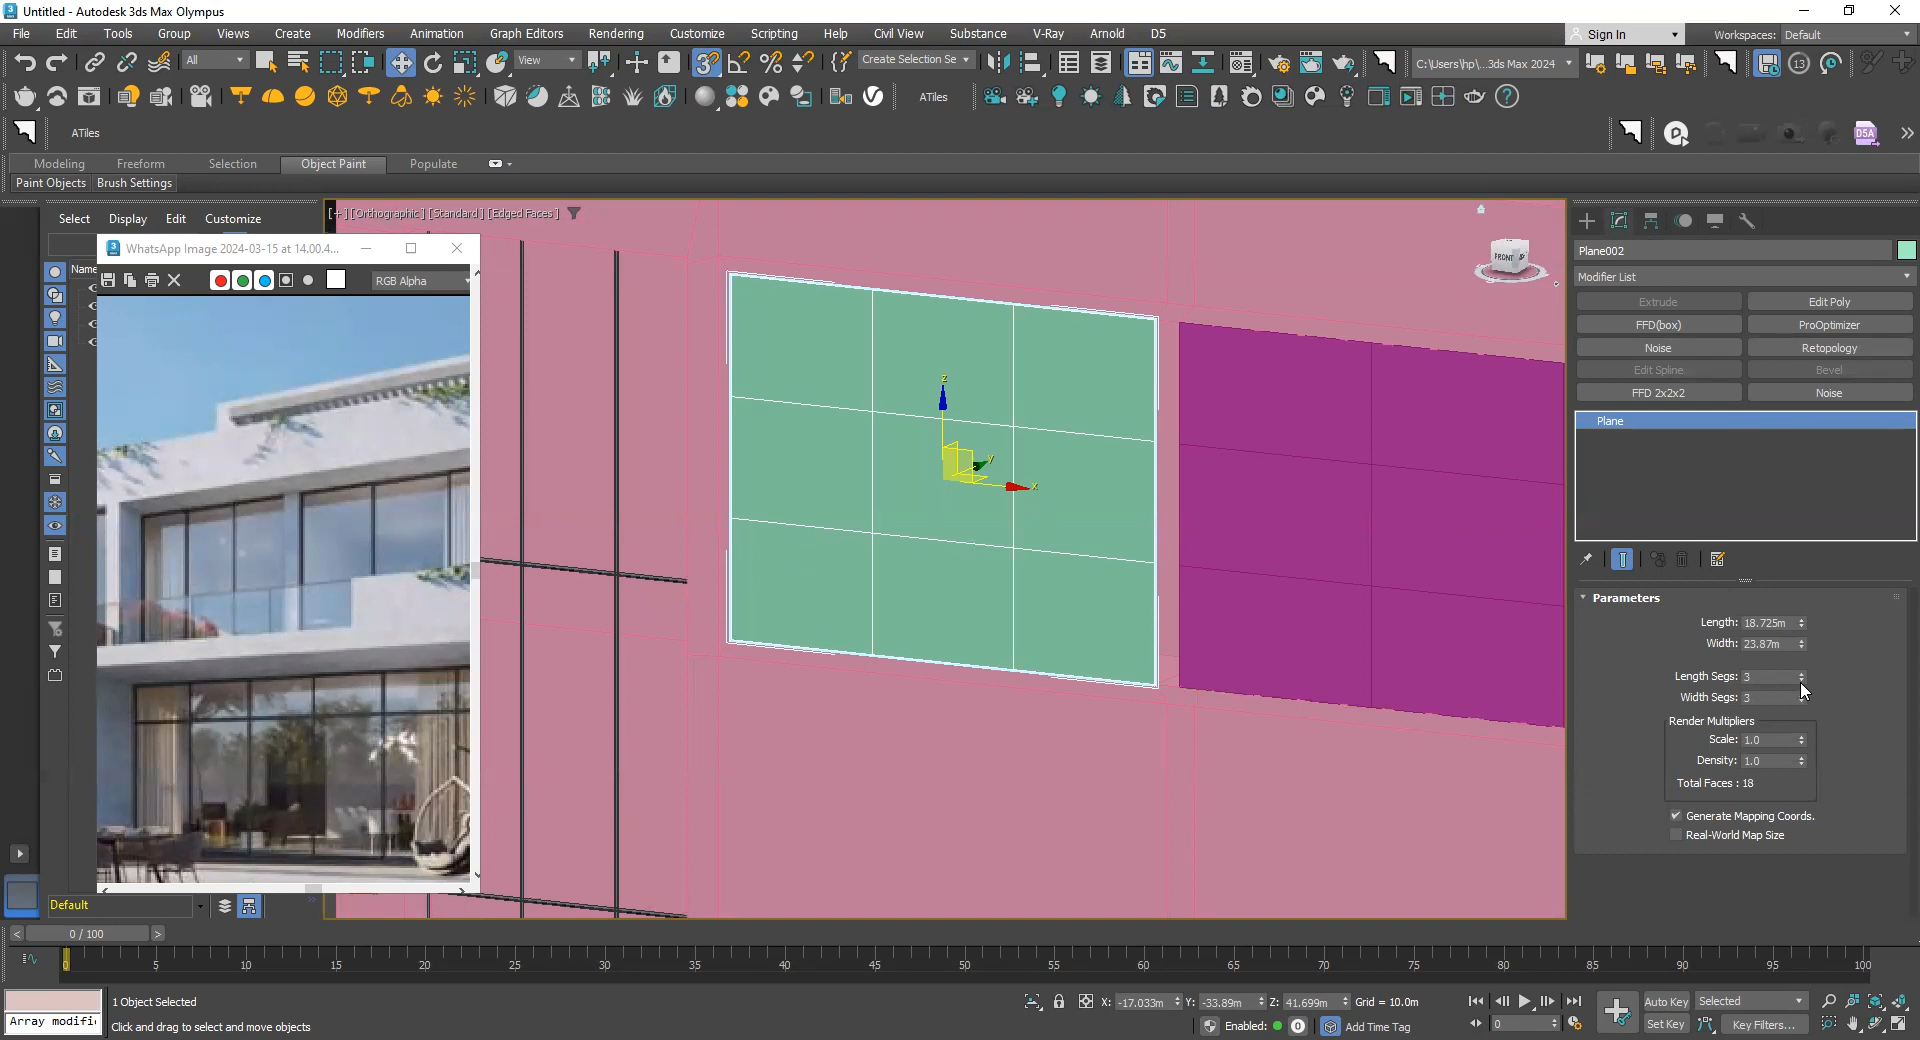 Untitled - Autodesk 3ds Max Olympus
File Edit Tools Group Views Create Modifiers Animation Graph Editors Rendering Customize Scripting Help Civil View Substance V-Ray Arnold D5
Sign In Workspaces: Default
All View Create Selection Se C:\Users\hp\...3ds Max 2024 13
ATiles
ATiles D5A
Modeling Freeform Selection Object Paint Populate
Paint Objects Brush Settings
Select Display Edit Customize
Name
WhatsApp Image 2024-03-15 at 14.00.4...
RGB Alpha
[+] [Orthographic] [Standard] [Edged Faces]
FRONT
z
y
x
Plane002
Modifier List
Extrude Edit Poly
FFD(box) ProOptimizer
Noise Retopology
Edit Spline Bevel
FFD 2x2x2 Noise
Plane
Parameters
Length: 18.725m
Width: 23.87m
Length Segs: 3
Width Segs: 3
Render Multipliers
Scale: 1.0
Density: 1.0
Total Faces : 18
Generate Mapping Coords.
Real-World Map Size
Default
0 / 100
0 5 10 15 20 25 30 35 40 45 50 55 60 65 70 75 80 85 90 95 100
1 Object Selected X: -17.033m Y: -33.89m Z: 41.699m Grid = 10.0m Auto Key Selected
Array modifi Click and drag to select and move objects Enabled: 0 Add Time Tag 0 Set Key Key Filters...